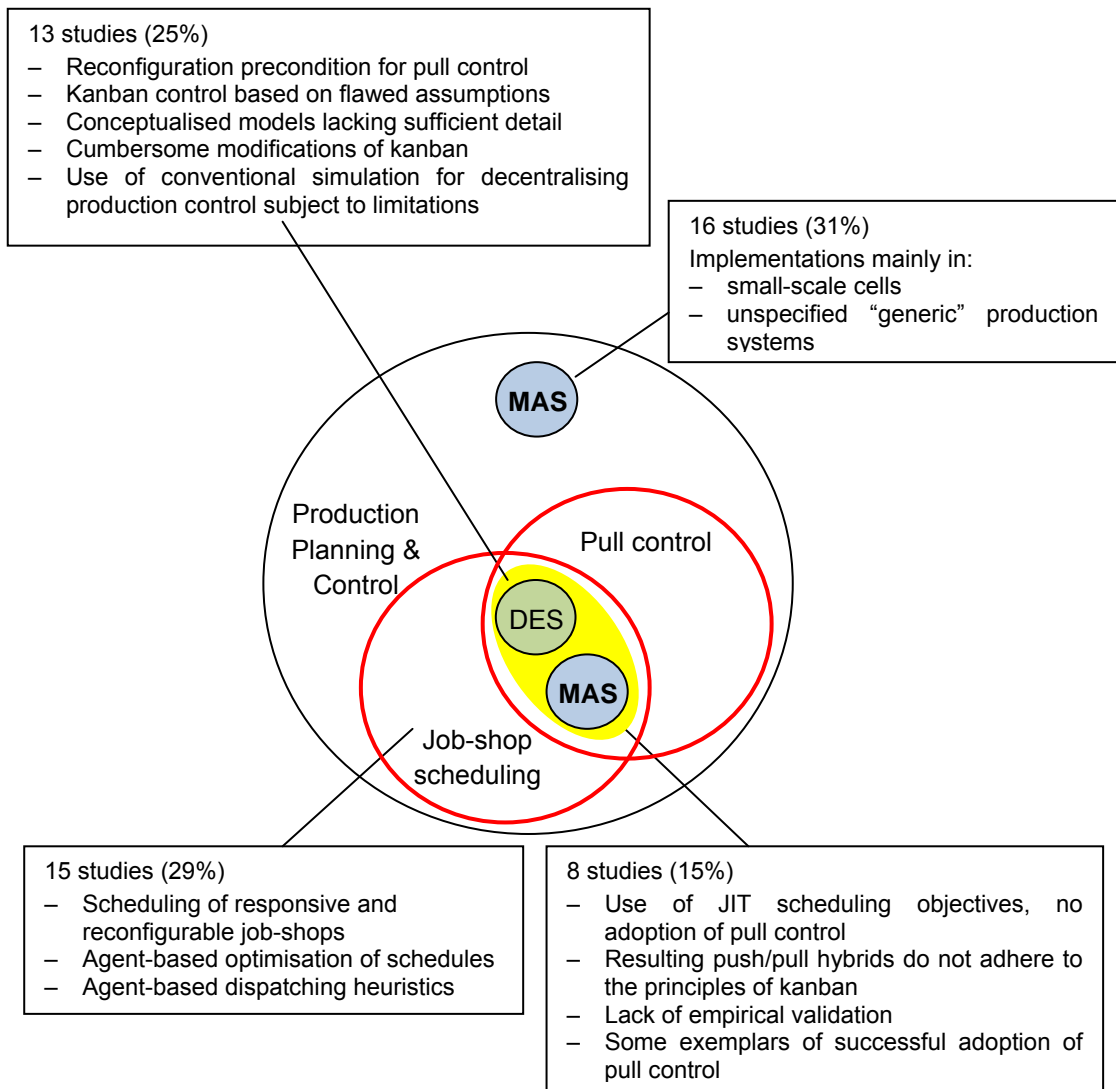 13 studies (25%)
– Reconfiguration precondition for pull control
– Kanban control based on flawed assumptions
– Conceptualised models lacking sufficient detail
– Cumbersome modifications of kanban
– Use of conventional simulation for decentralising
production control subject to limitations
16 studies (31%)
Implementations mainly in:
– small-scale cells
– unspecified “generic” production
systems
MAS
Production
Planning &
Control
Pull control
DES
MAS
Job-shop
scheduling
15 studies (29%)
– Scheduling of responsive and
reconfigurable job-shops
– Agent-based optimisation of schedules
– Agent-based dispatching heuristics
8 studies (15%)
– Use of JIT scheduling objectives, no
adoption of pull control
– Resulting push/pull hybrids do not adhere to
the principles of kanban
– Lack of empirical validation
– Some exemplars of successful adoption of
pull control